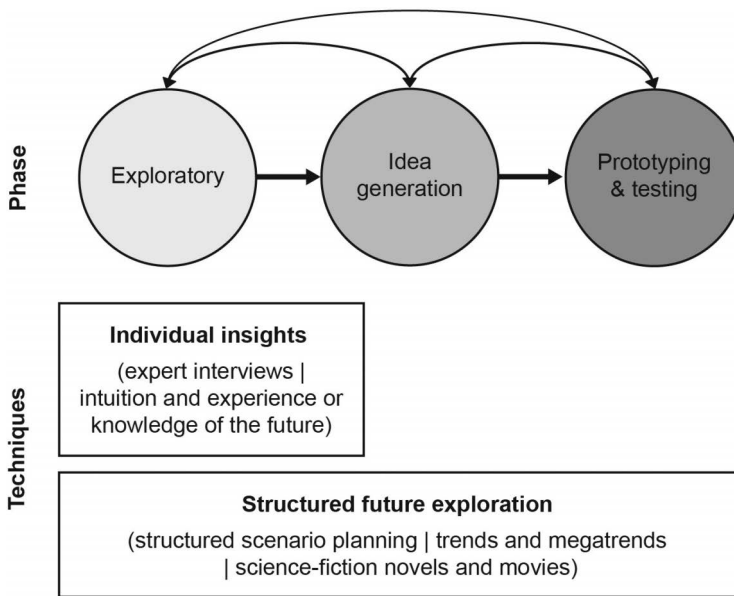 Phase
Exploratory
Idea
generation
Prototyping
& testing
Techniques
Individual insights
(expert interviews |
intuition and experience or
knowledge of the future)
Structured future exploration
(structured scenario planning | trends and megatrends
| science-fiction novels and movies)